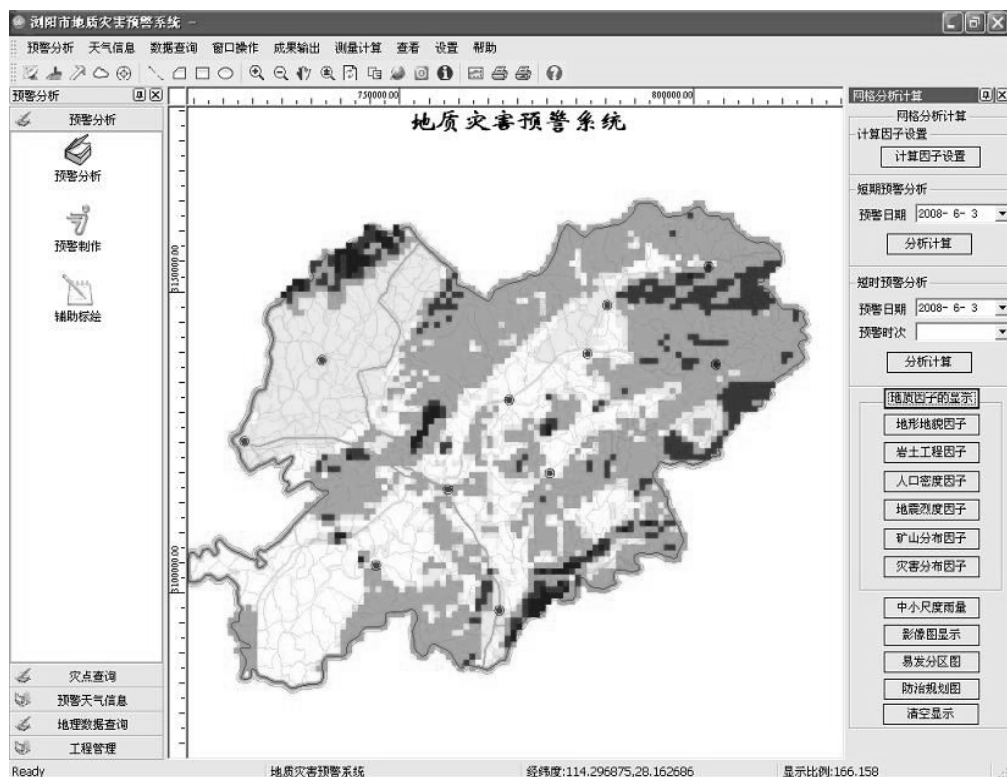 浏阳市地质灾害预警系统 -
预警分析 天气信息 数据查询 窗口操作 成果输出 测量计算 查看 设置 帮助
预警分析
预警分析
预警分析
预警制作
辅助标绘
灾点查询
预警天气信息
地理数据查询
工程管理
750000.00 800000.00
3150000.00
3100000.00
地质灾害预警系统
网格分析计算
网格分析计算
计算因子设置
计算因子设置
短期预警分析
预警日期 2008- 6- 3
分析计算
短时预警分析
预警日期 2008- 6- 3
预警时次
分析计算
地质因子的显示
地形地貌因子
岩土工程因子
人口密度因子
地震烈度因子
矿山分布因子
灾害分布因子
中小尺度雨量
影像图显示
易发分区图
防治规划图
清空显示
Ready 地质灾害预警系统 经纬度:114.296875,28.162686 显示比例:166.158